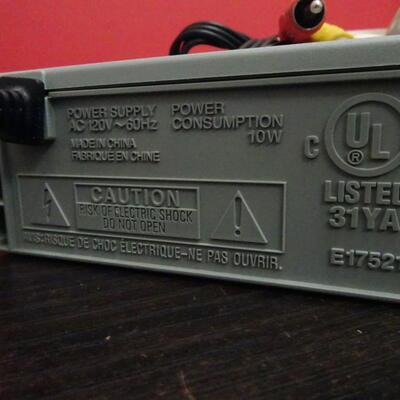 POWER SUPPLY
AC 120V~60Hz
POWER
CONSUMPTION
10W
MADE IN CHINA
FABRIQUE EN CHINE
C UL ®
LISTED
31YA
E17521
CAUTION
RISK OF ELECTRIC SHOCK
DO NOT OPEN
RISQUE DE CHOC ÉLECTRIQUE-NE PAS OUVRIR.